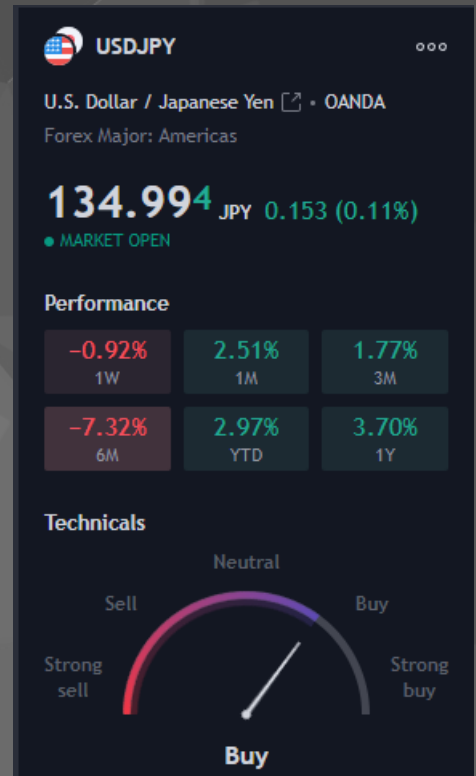 USDJPY
U.S. Dollar / Japanese Yen • OANDA
Forex Major: Americas
134.994 JPY 0.153 (0.11%)
MARKET OPEN
Performance
−0.92% 2.51% 1.77%
1W 1M 3M
−7.32% 2.97% 3.70%
6M YTD 1Y
Technicals
Neutral
Sell Buy
Strong sell Strong buy
Buy